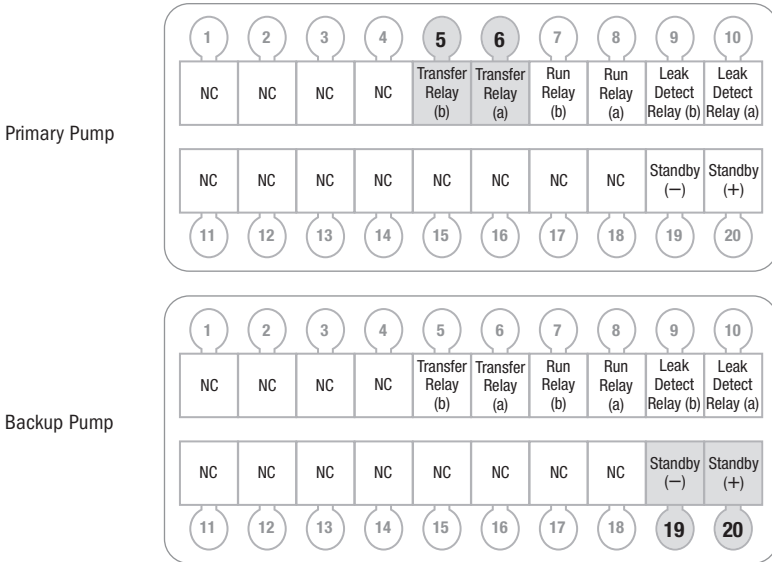 1 2 3 4 5 6 7 8 9 10
NC NC NC NC Transfer Relay (b) Transfer Relay (a) Run Relay (b) Run Relay (a) Leak Detect Relay (b) Leak Detect Relay (a)
Primary Pump
NC NC NC NC NC NC NC NC Standby (−) Standby (+)
11 12 13 14 15 16 17 18 19 20
1 2 3 4 5 6 7 8 9 10
NC NC NC NC Transfer Relay (b) Transfer Relay (a) Run Relay (b) Run Relay (a) Leak Detect Relay (b) Leak Detect Relay (a)
Backup Pump
NC NC NC NC NC NC NC NC Standby (−) Standby (+)
11 12 13 14 15 16 17 18 19 20